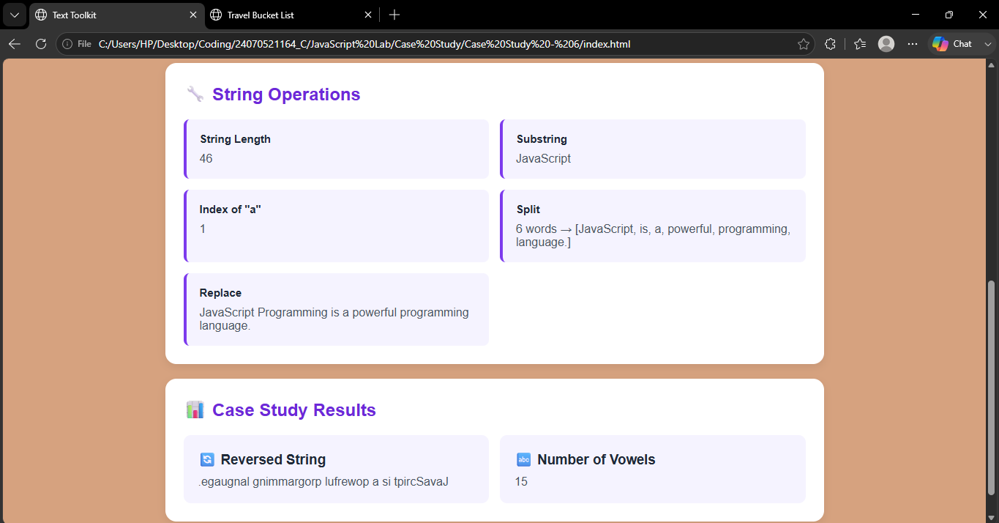 Text Toolkit
Travel Bucket List
File C:/Users/HP/Desktop/Coding/24070521164_C/JavaScript%20Lab/Case%20Study/Case%20Study%20-%206/index.html
Chat
String Operations
String Length
46
Substring
JavaScript
Index of "a"
1
Split
6 words → [JavaScript, is, a, powerful, programming,
language.]
Replace
JavaScript Programming is a powerful programming
language.
Case Study Results
Reversed String
.egaugnal gnimmargorp lufrewop a si tpircSavaJ
abc Number of Vowels
15